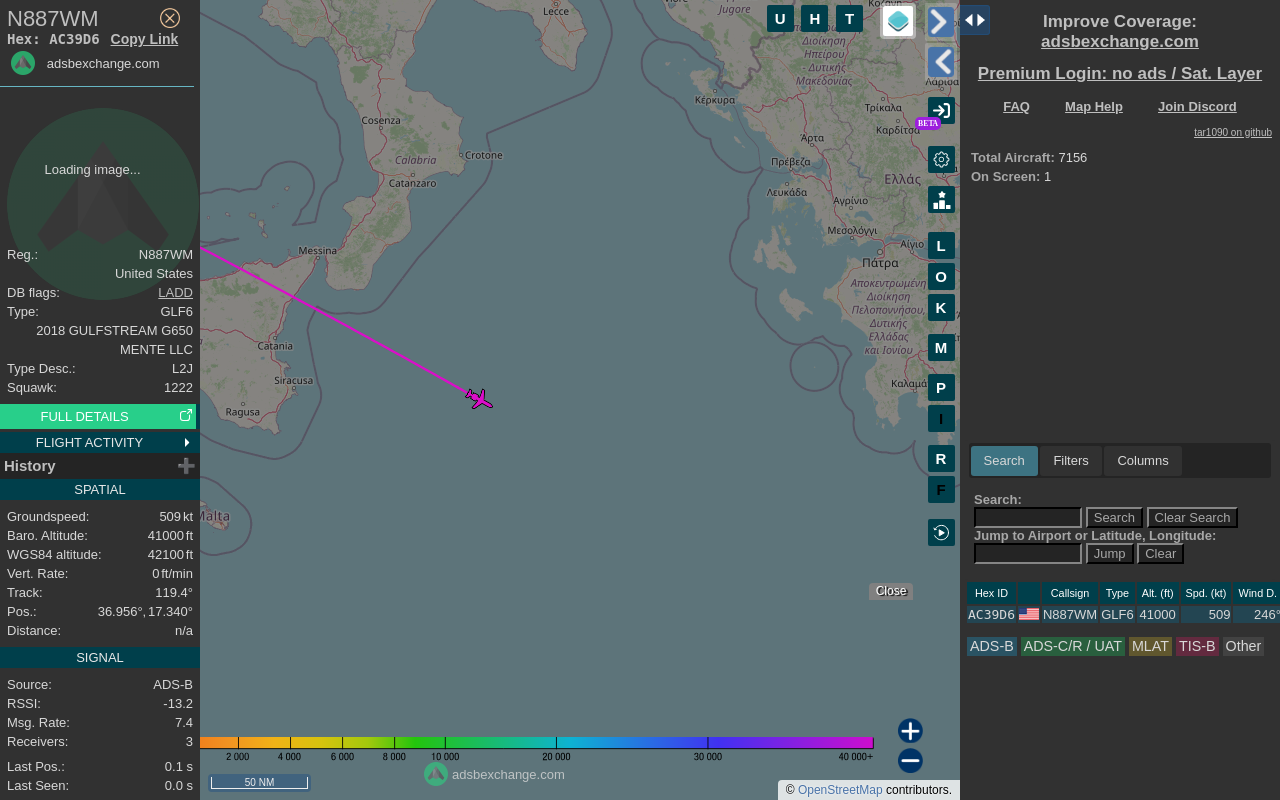 N887WM
Hex: AC39D6 Copy Link
adsbexchange.com
Loading image...
Reg.: N887WM
United States
DB flags: LADD
Type: GLF6
2018 GULFSTREAM G650
MENTE LLC
Type Desc.: L2J
Squawk: 1222
FULL DETAILS
FLIGHT ACTIVITY
History
SPATIAL
Groundspeed: 509 kt
Baro. Altitude: 41000 ft
WGS84 altitude: 42100 ft
Vert. Rate: 0 ft/min
Track: 119.4°
Pos.: 36.956°, 17.340°
Distance: n/a
SIGNAL
Source: ADS-B
RSSI: -13.2
Msg. Rate: 7.4
Receivers: 3
Last Pos.: 0.1 s
Last Seen: 0.0 s
Lecce
Cosenza
Calabria
Crotone
Catanzaro
Messina
Catania
Siracusa
Ragusa
Malta
Jugore
Κοζάνη
Διοίκηση
Ηπείρου
- Δυτικής
Μακεδονίας
Κέρκυρα
Λάρισα
Τρίκαλα
Καρδίτσα
Άρτα
Πρέβεζα
Λευκάδα
Ελλάς
Αγρίνιο
Μεσολόγγι
Αίγιο
Πάτρα
Αποκεντρωμένη
Διοίκηση
Πελοποννήσου,
Δυτικής
Ελλάδας
και Ιονίου
Καλαμάτα
U H T
BETA
L
O
K
M
P
I
R
F
Close
2 000 4 000 6 000 8 000 10 000 20 000 30 000 40 000+
50 NM
adsbexchange.com
© OpenStreetMap contributors.
Improve Coverage:
adsbexchange.com
Premium Login: no ads / Sat. Layer
FAQ Map Help Join Discord
tar1090 on github
Total Aircraft: 7156
On Screen: 1
Search Filters Columns
Search:
Search Clear Search
Jump to Airport or Latitude, Longitude:
Jump Clear
Hex ID Callsign Type Alt. (ft) Spd. (kt) Wind D.
AC39D6 N887WM GLF6 41000 509 246°
ADS-B ADS-C/R / UAT MLAT TIS-B Other